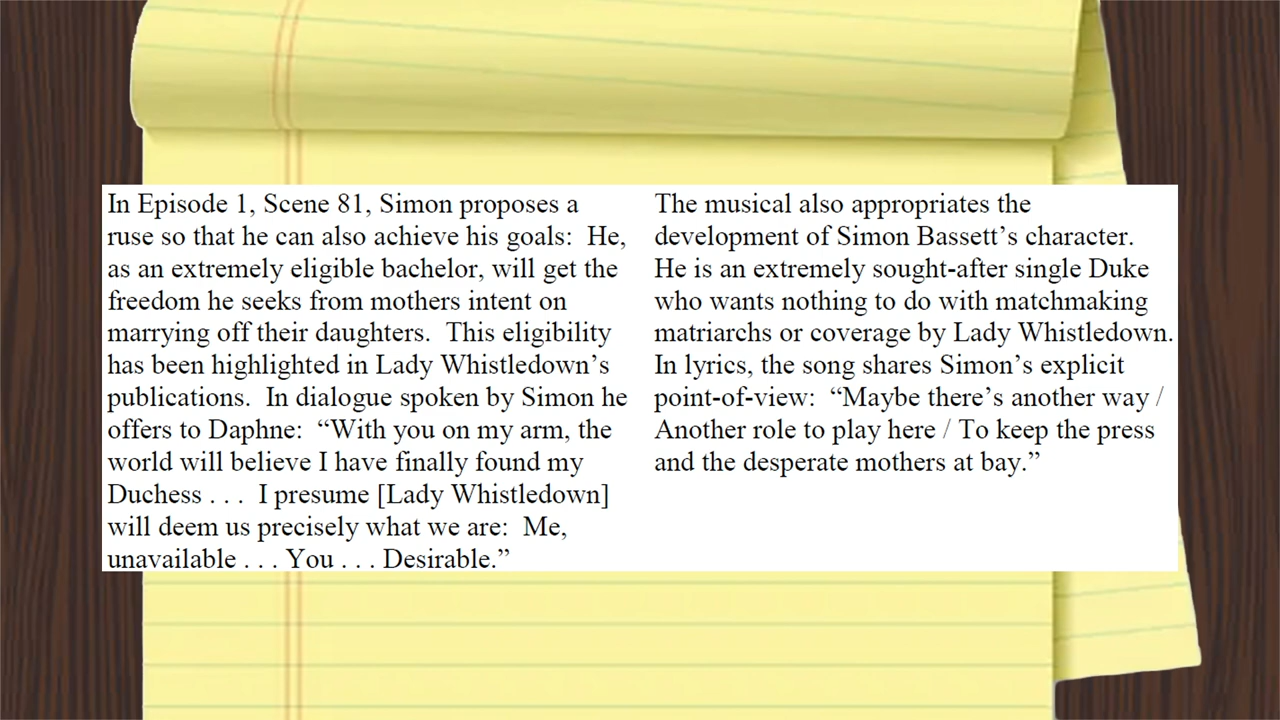 In Episode 1, Scene 81, Simon proposes a
ruse so that he can also achieve his goals:  He,
as an extremely eligible bachelor, will get the
freedom he seeks from mothers intent on
marrying off their daughters.  This eligibility
has been highlighted in Lady Whistledown’s
publications.  In dialogue spoken by Simon he
offers to Daphne:  “With you on my arm, the
world will believe I have finally found my
Duchess . . .  I presume [Lady Whistledown]
will deem us precisely what we are:  Me,
unavailable . . . You . . . Desirable.”
The musical also appropriates the
development of Simon Bassett’s character.
He is an extremely sought-after single Duke
who wants nothing to do with matchmaking
matriarchs or coverage by Lady Whistledown.
In lyrics, the song shares Simon’s explicit
point-of-view:  “Maybe there’s another way /
Another role to play here / To keep the press
and the desperate mothers at bay.”